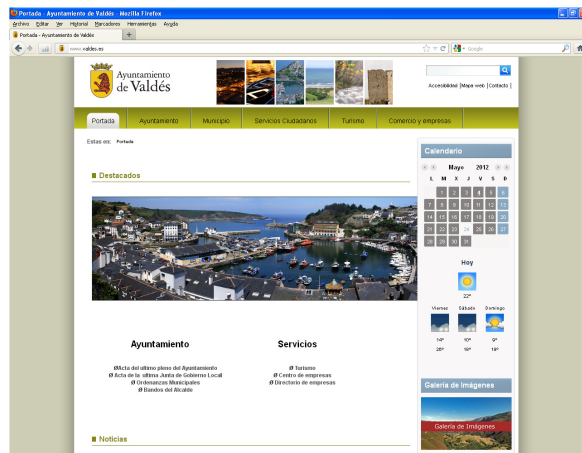 Portada - Ayuntamiento de Valdés - Mozilla Firefox
Archivo Editar Ver Historial Marcadores Herramientas Ayuda
Portada - Ayuntamiento de Valdés
www.valdes.es
Google
Ayuntamiento
de Valdés
Accesibilidad |Mapa web |Contacto |
Portada Ayuntamiento Municipio Servicios Ciudadanos Turismo Comercio y empresas
Estas en: Portada
Destacados
Ayuntamiento
ØActa del ultimo pleno del Ayuntamiento
Ø Acta de la ultima Junta de Gobierno Local
Ø Ordenanzas Municipales
Ø Bandos del Alcalde
Servicios
Ø Turismo
Ø Centro de empresas
Ø Directorio de empresas
Noticias
Calendario
Mayo 2012
L M X J V S D
1 2 3 4 5 6
7 8 9 10 11 12 13
14 15 16 17 18 19 20
21 22 23 24 25 26 27
28 29 30 31
Hoy
22º
Viernes Sábado Domingo
14º 10º 9º
20º 18º 18º
Galería de Imágenes
Galería de Imágenes